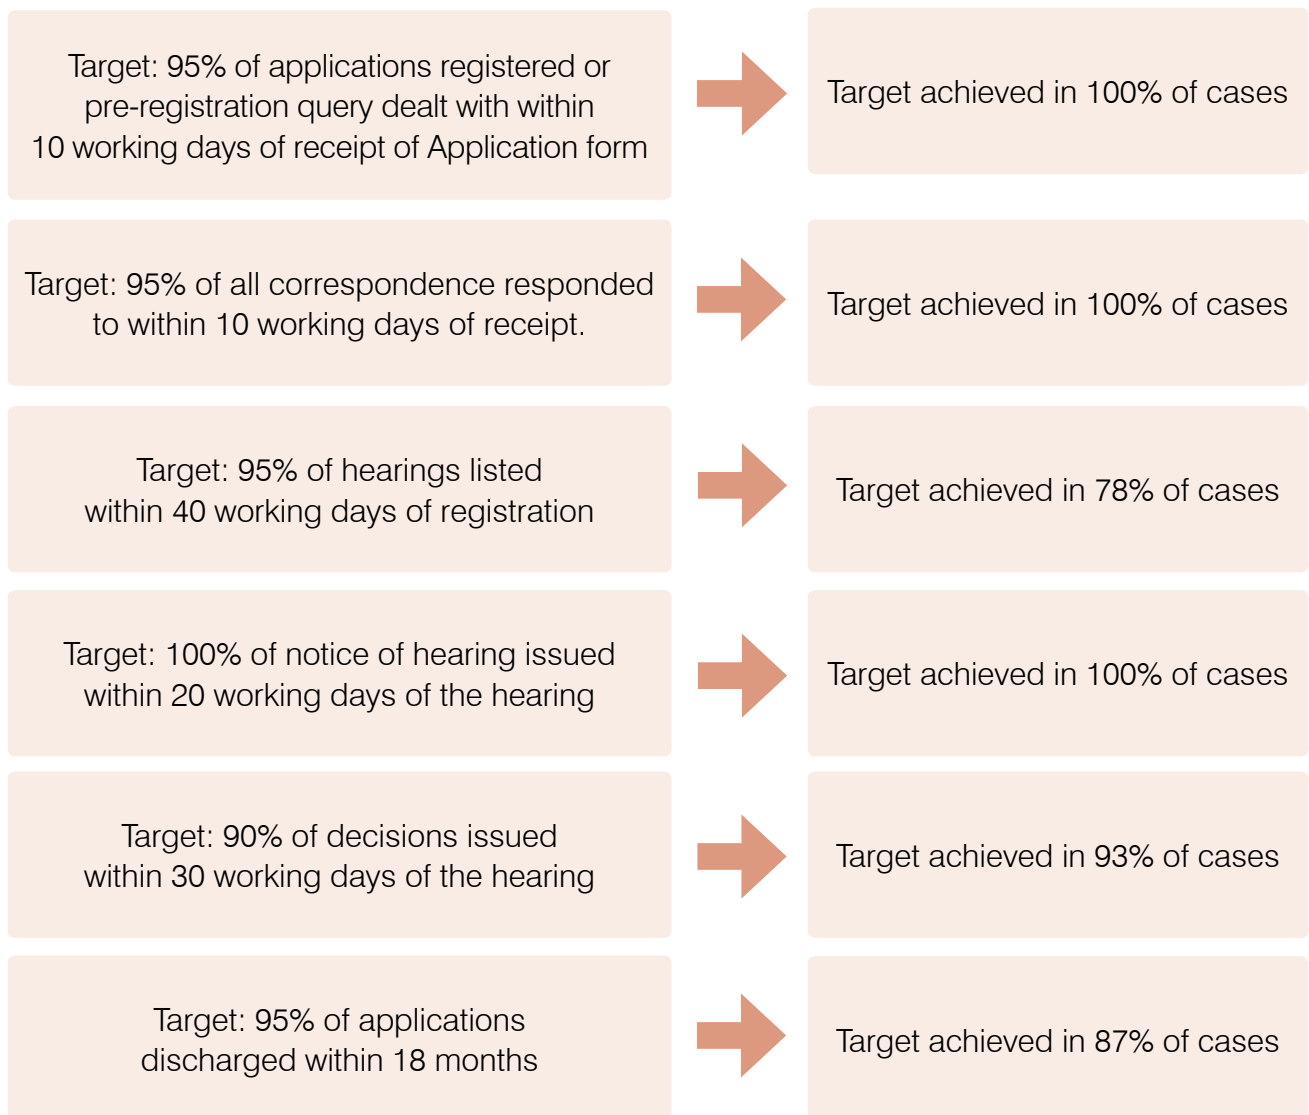 Target: 95% of applications registered or
pre-registration query dealt with within
10 working days of receipt of Application form
Target achieved in 100% of cases
Target: 95% of all correspondence responded
to within 10 working days of receipt.
Target achieved in 100% of cases
Target: 95% of hearings listed
within 40 working days of registration
Target achieved in 78% of cases
Target: 100% of notice of hearing issued
within 20 working days of the hearing
Target achieved in 100% of cases
Target: 90% of decisions issued
within 30 working days of the hearing
Target achieved in 93% of cases
Target: 95% of applications
discharged within 18 months
Target achieved in 87% of cases